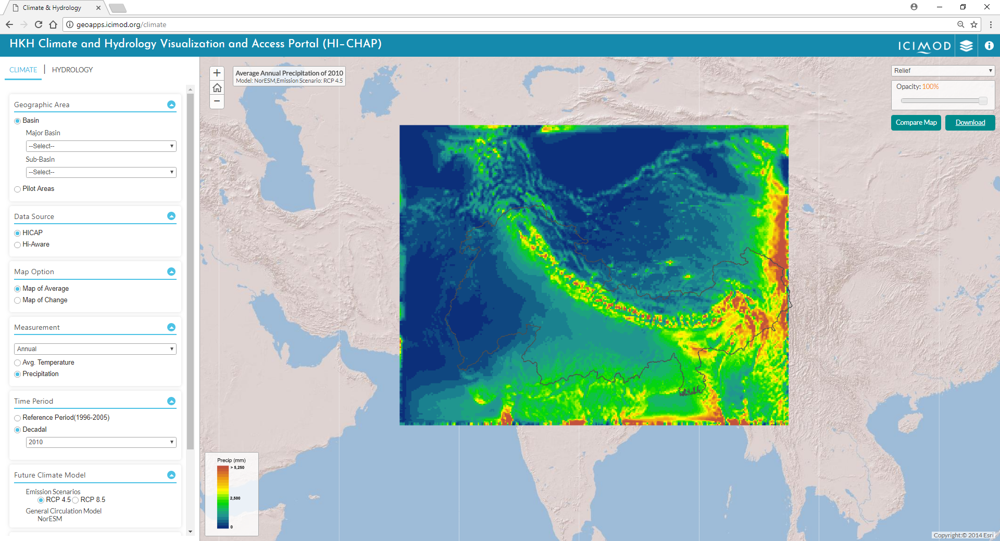 Climate & Hydrology
geoapps.icimod.org/climate
HKH Climate and Hydrology Visualization and Access Portal (HI-CHAP)
ICIMOD
CLIMATE | HYDROLOGY
Geographic Area
Basin
Major Basin
--Select--
Sub-Basin
--Select--
Pilot Areas
Data Source
HICAP
Hi-Aware
Map Option
Map of Average
Map of Change
Measurement
Annual
Avg. Temperature
Precipitation
Time Period
Reference Period(1996-2005)
Decadal
2010
Future Climate Model
Emission Scenarios
RCP 4.5 RCP 8.5
General Circulation Model
NorESM
Average Annual Precipitation of 2010
Model: NorESM,Emission Scenario: RCP 4.5
Relief
Opacity: 100%
Compare Map
Download
Precip (mm)
> 5,250
2,500
0
Copyright:© 2014 Esri